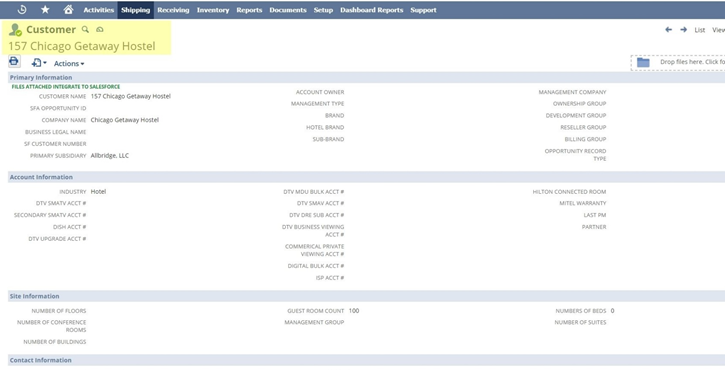 Activities Shipping Receiving Inventory Reports Documents Setup Dashboard Reports Support
Customer
List View
157 Chicago Getaway Hostel
Actions
Drop files here, Click fo
Primary Information
FILES ATTACHED INTEGRATE TO SALESFORCE
CUSTOMER NAME 157 Chicago Getaway Hostel
SFA OPPORTUNITY ID
COMPANY NAME Chicago Getaway Hostel
BUSINESS LEGAL NAME
SF CUSTOMER NUMBER
PRIMARY SUBSIDIARY Allbridge, LLC
ACCOUNT OWNER
MANAGEMENT TYPE
BRAND
HOTEL BRAND
SUB-BRAND
MANAGEMENT COMPANY
OWNERSHIP GROUP
DEVELOPMENT GROUP
RESELLER GROUP
BILLING GROUP
OPPORTUNITY RECORD
TYPE
Account Information
INDUSTRY Hotel
DTV SMATV ACCT #
SECONDARY SMATV ACCT #
DISH ACCT #
DTV UPGRADE ACCT #
DTV MDU BULK ACCT #
DTV SMAV ACCT #
DTV DRE SUB ACCT #
DTV BUSINESS VIEWING
ACCT #
COMMERICAL PRIVATE
VIEWING ACCT #
DIGITAL BULK ACCT #
ISP ACCT #
HILTON CONNECTED ROOM
MITEL WARRANTY
LAST PM
PARTNER
Site Information
NUMBER OF FLOORS
NUMBER OF CONFERENCE
ROOMS
NUMBER OF BUILDINGS
GUEST ROOM COUNT 100
MANAGEMENT GROUP
NUMBERS OF BEDS 0
NUMBER OF SUITES
Contact Information